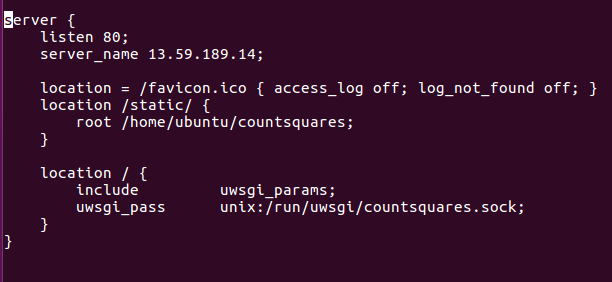 server {
    listen 80;
    server_name 13.59.189.14;

    location = /favicon.ico { access_log off; log_not_found off; }
    location /static/ {
        root /home/ubuntu/countsquares;
    }

    location / {
        include         uwsgi_params;
        uwsgi_pass      unix:/run/uwsgi/countsquares.sock;
    }
}